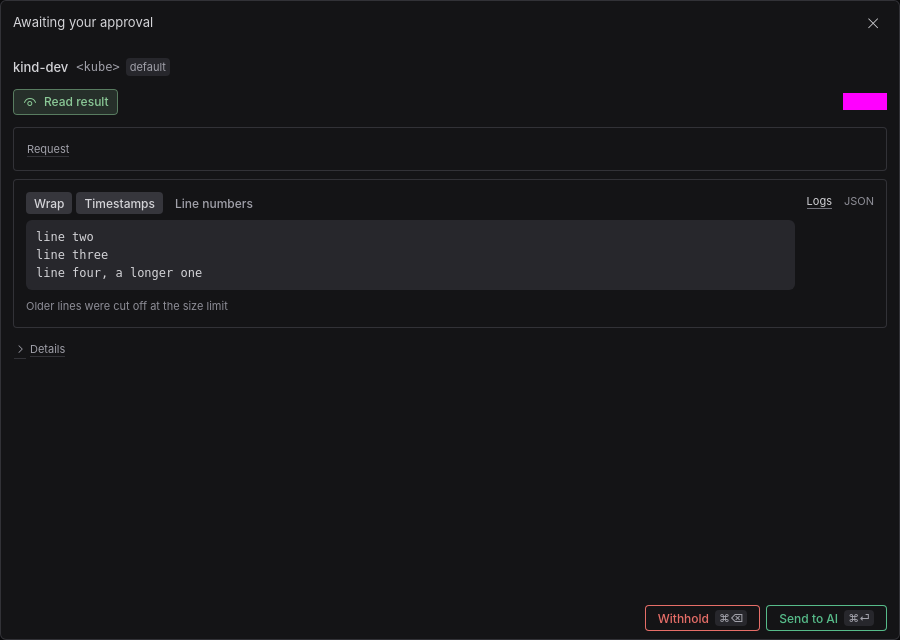 Awaiting your approval
kind-dev <kube> default
Read result
Request
Wrap Timestamps Line numbers
Logs JSON
line two
line three
line four, a longer one
Older lines were cut off at the size limit
Details
Withhold ⌘⌫ Send to AI ⌘⏎